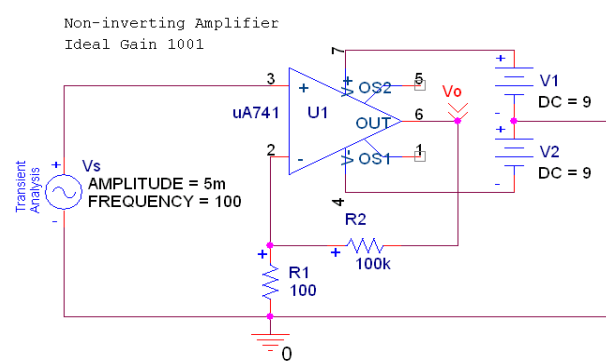 Non-inverting Amplifier
Ideal Gain 1001
7
V1
DC = 9
3
+
V+
OS2
5
Vo
uA741
U1
OUT
6
2
-
V-
OS1
1
V2
DC = 9
4
Transient
Analysis
+
Vs
AMPLITUDE = 5m
FREQUENCY = 100
-
R2
+
100k
+
R1
100
0
+
-
+
-